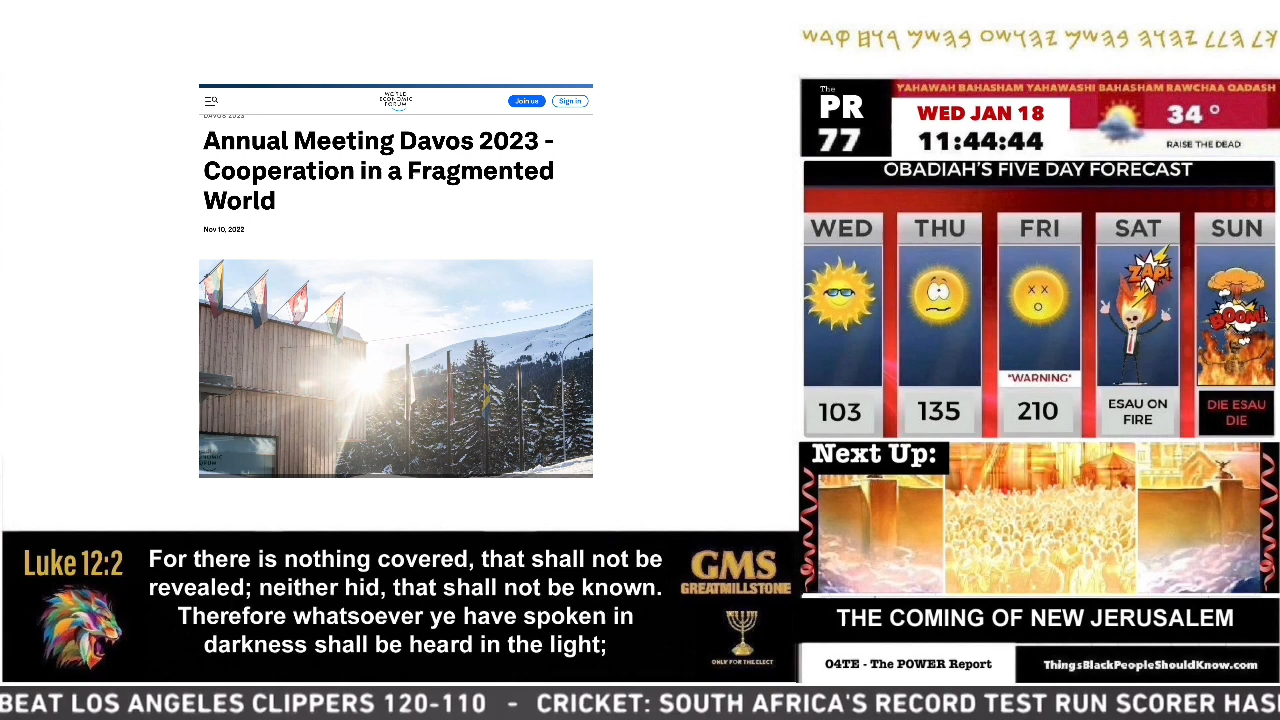 WORLD
ECONOMIC
FORUM
Join us
Sign in
DAVOS 2023
Annual Meeting Davos 2023 -
Cooperation in a Fragmented
World
Nov 10, 2022
The
PR
77
YAHAWAH BAHASHAM YAHAWASHI BAHASHAM RAWCHAA QADASH
WED JAN 18
11:44:44
34°
RAISE THE DEAD
OBADIAH'S FIVE DAY FORECAST
WED THU FRI SAT SUN
ZAP!
BOOM!
*WARNING*
103 135 210
ESAU ON
FIRE
DIE ESAU
DIE
Next Up:
THE COMING OF NEW JERUSALEM
04TE - The POWER Report
ThingsBlackPeopleShouldKnow.com
Luke 12:2
For there is nothing covered, that shall not be
revealed; neither hid, that shall not be known.
Therefore whatsoever ye have spoken in
darkness shall be heard in the light;
GMS
GREATMILLSTONE
ONLY FOR THE ELECT
BEAT LOS ANGELES CLIPPERS 120-110 - CRICKET: SOUTH AFRICA'S RECORD TEST RUN SCORER HAS